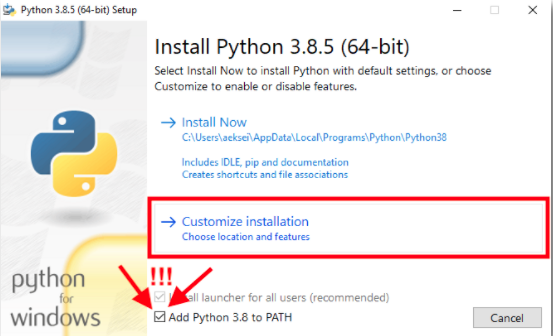 Python 3.8.5 (64-bit) Setup
Install Python 3.8.5 (64-bit)
Select Install Now to install Python with default settings, or choose
Customize to enable or disable features.
Install Now
C:\Users\aeksei\AppData\Local\Programs\Python\Python38
Includes IDLE, pip and documentation
Creates shortcuts and file associations
Customize installation
Choose location and features
python
for
windows
!!!
launcher for all users (recommended)
Add Python 3.8 to PATH
Cancel